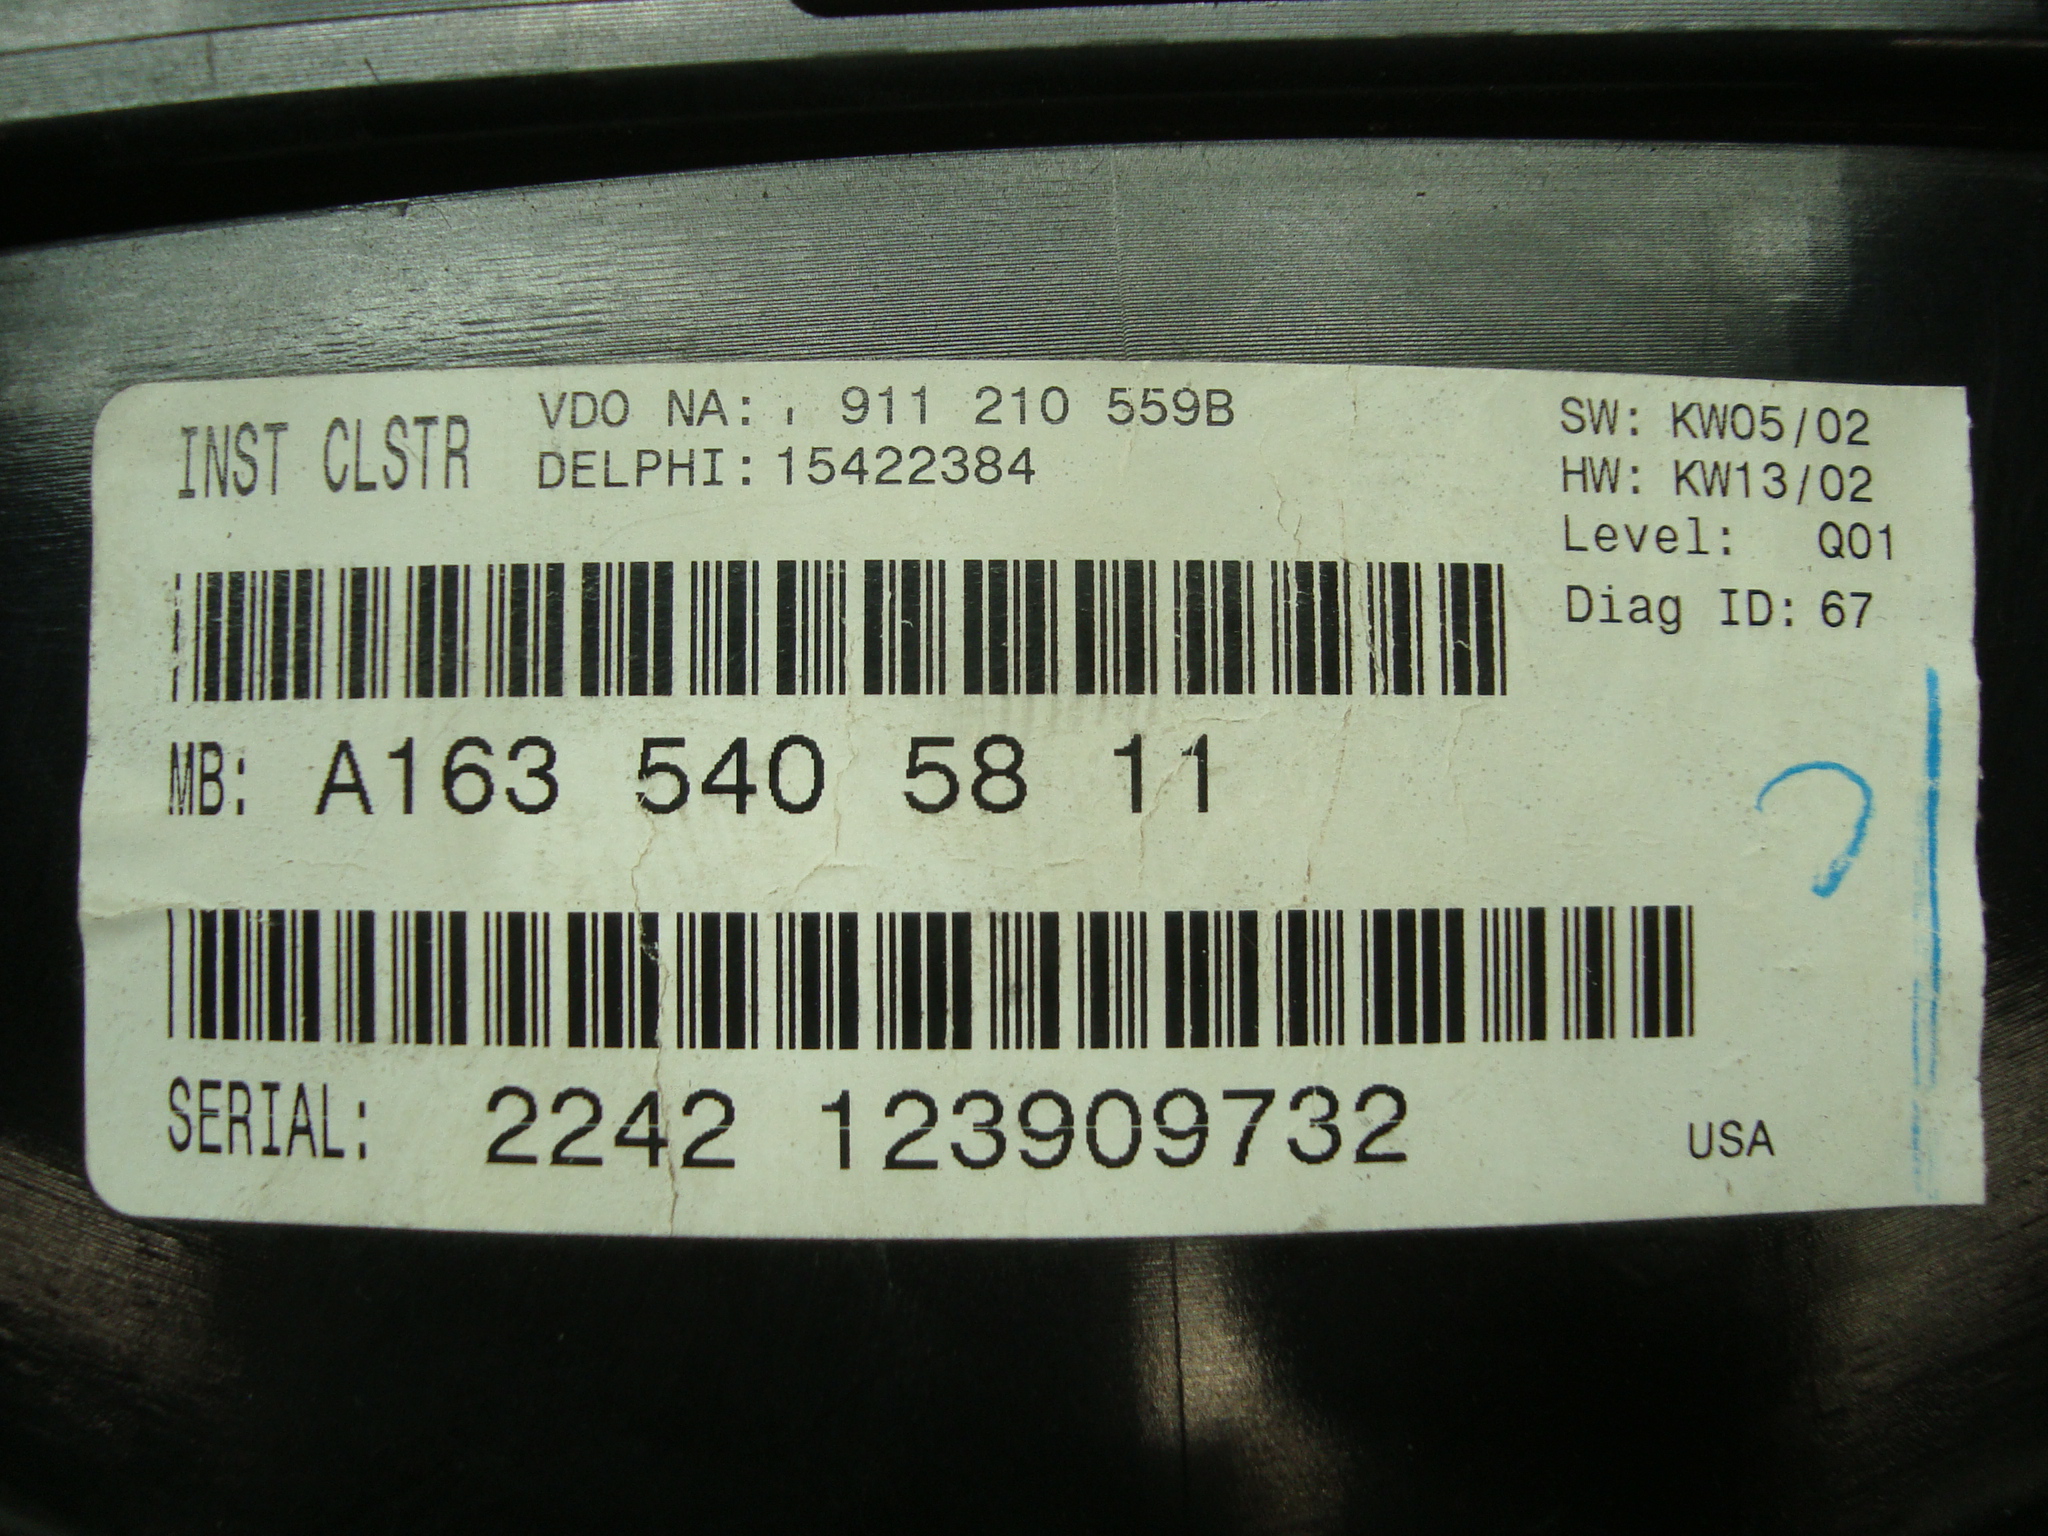 INST CLSTR
VDO NA: 911 210 559B
DELPHI: 15422384
SW: KW05/02
HW: KW13/02
Level: Q01
Diag ID: 67
MB: A163 540 58 11
SERIAL: 2242 123909732
USA